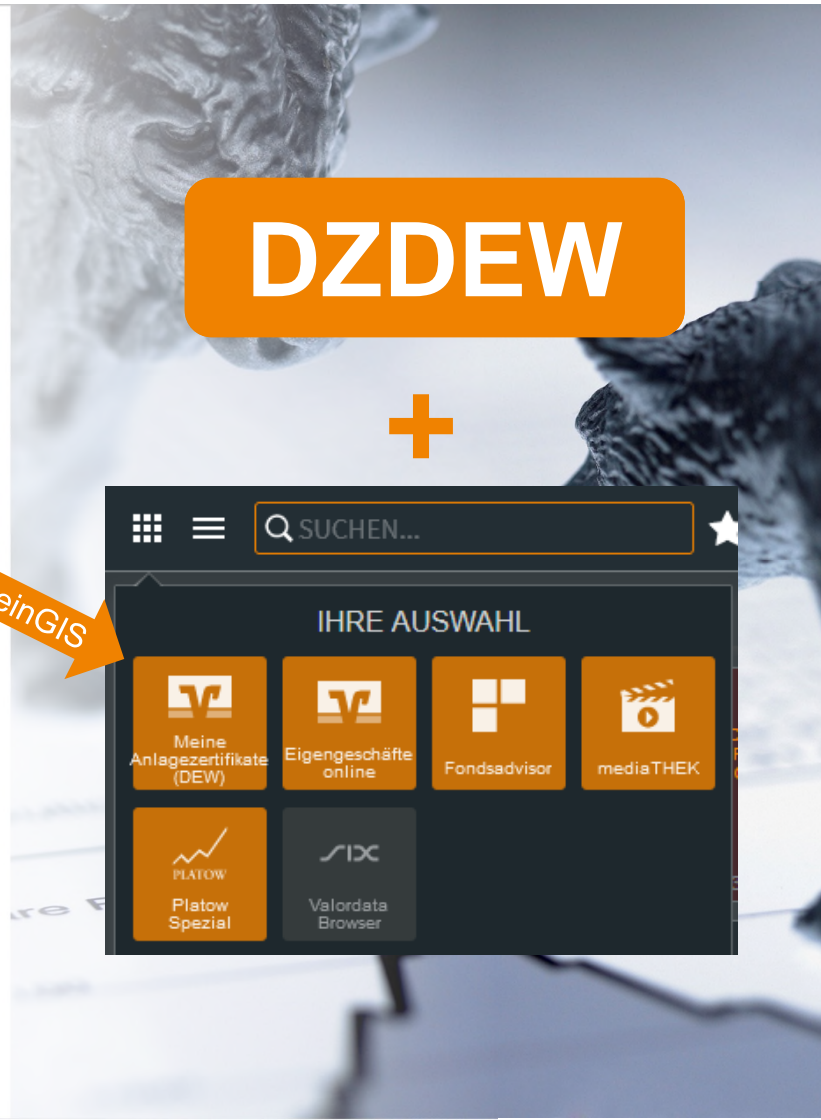 DZDEW
+
SUCHEN...
einGIS
IHRE AUSWAHL
Meine
Anlagezertifikate
(DEW)
Eigengeschäfte
online
Fondsadvisor
mediaTHEK
PLATOW
Platow
Spezial
SIX
Valordata
Browser